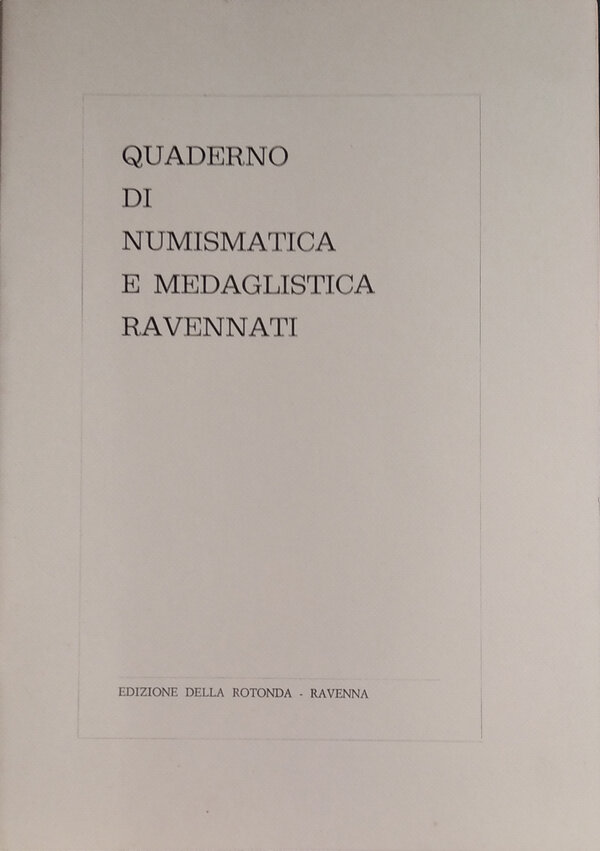 QUADERNO
DI
NUMISMATICA
E MEDAGLISTICA
RAVENNATI
EDIZIONE DELLA ROTONDA - RAVENNA